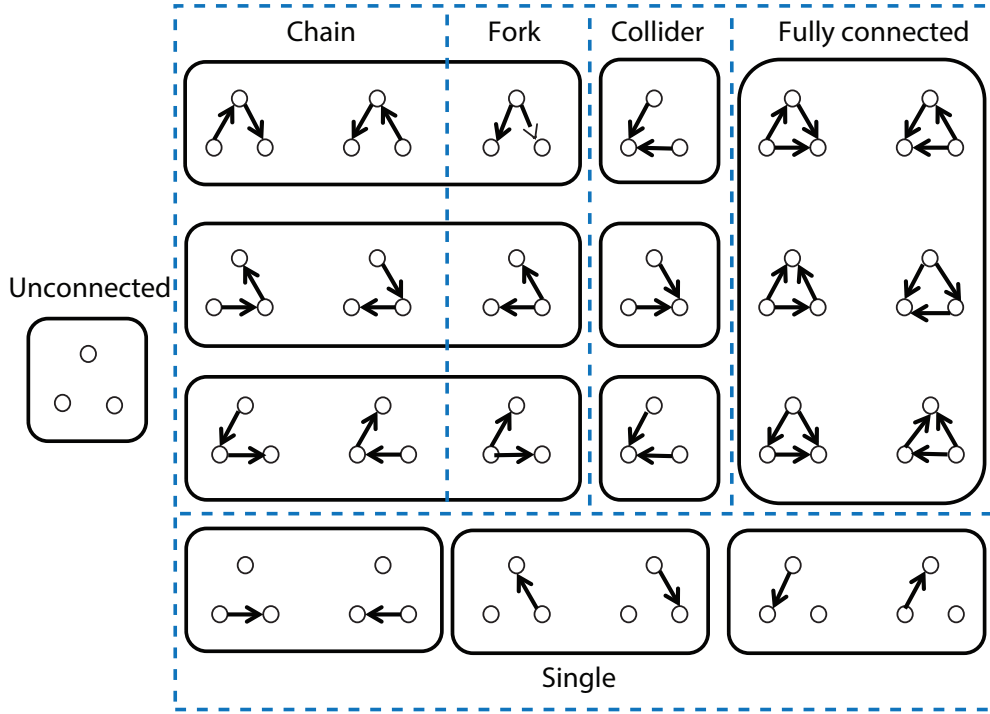 Chain
Fork
Collider
Fully connected
Unconnected
Single